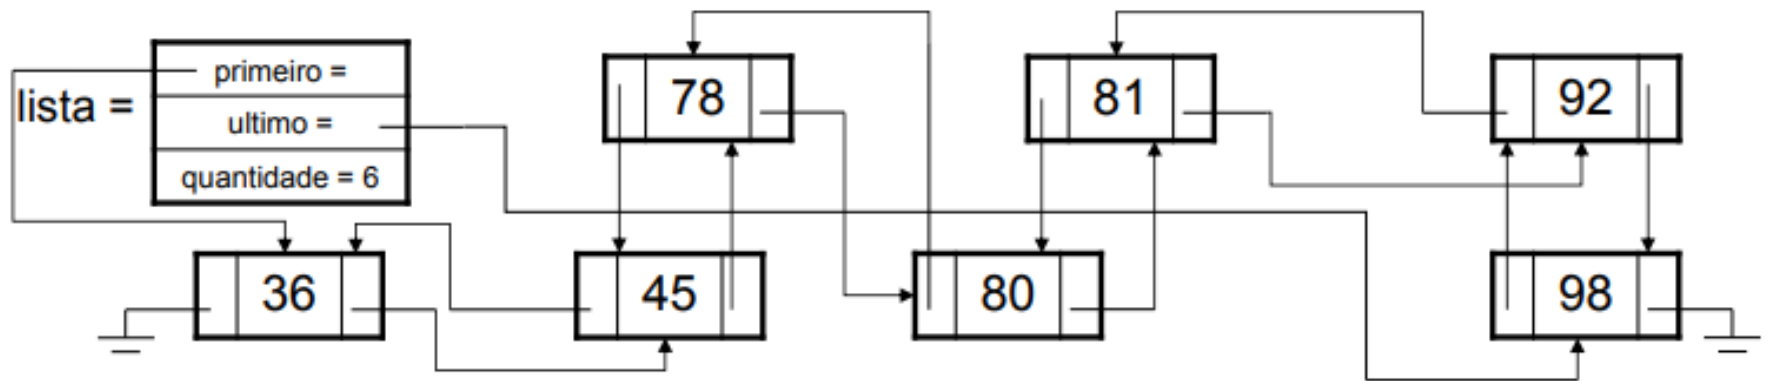 lista =
primeiro =
ultimo =
quantidade = 6
78
81
92
36
45
80
98